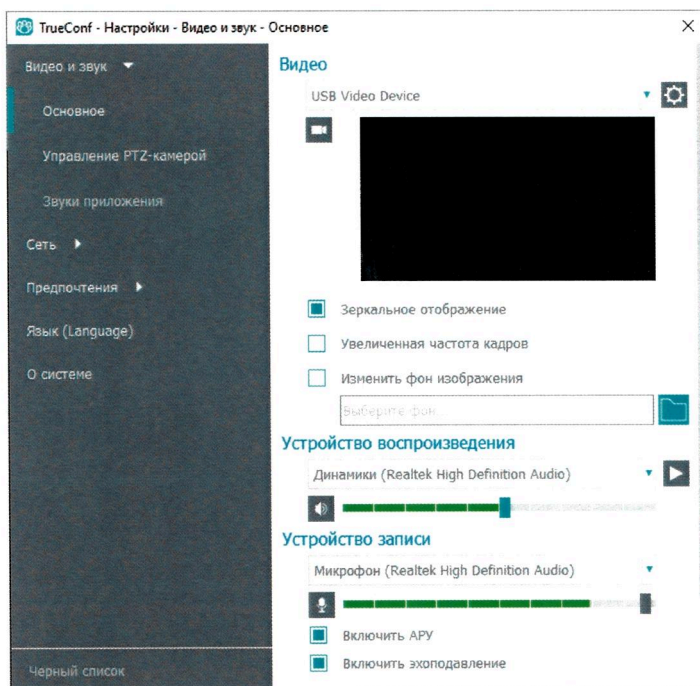 TrueConf - Настройки - Видео и звук - Основное
Видео и звук
Основное
Управление PTZ-камерой
Звуки приложения
Сеть
Предпочтения
Язык (Language)
О системе
Черный список
Видео
USB Video Device
Зеркальное отображение
Увеличенная частота кадров
Изменить фон изображения
Выберите фон
Устройство воспроизведения
Динамики (Realtek High Definition Audio)
Устройство записи
Микрофон (Realtek High Definition Audio)
Включить АРУ
Включить эхоподавление